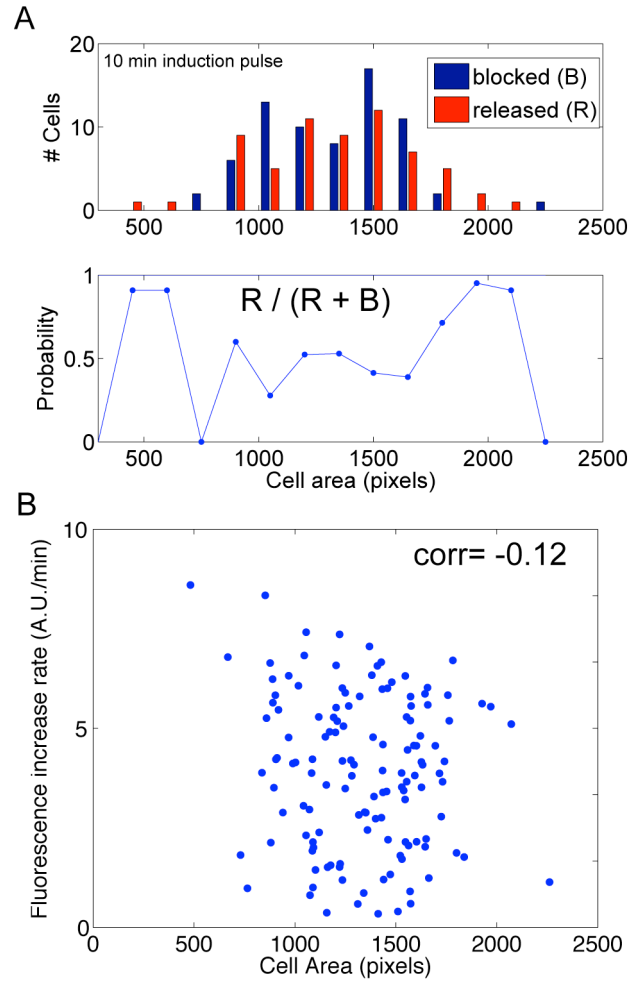 A
10 min induction pulse
blocked (B)
released (R)
# Cells
20
10
0
500
1000
1500
2000
2500
R / (R + B)
Probability
1
0.5
0
500
1000
1500
2000
2500
Cell area (pixels)
B
corr= -0.12
Fluorescence increase rate (A.U./min)
10
5
0
0
500
1000
1500
2000
2500
Cell Area (pixels)